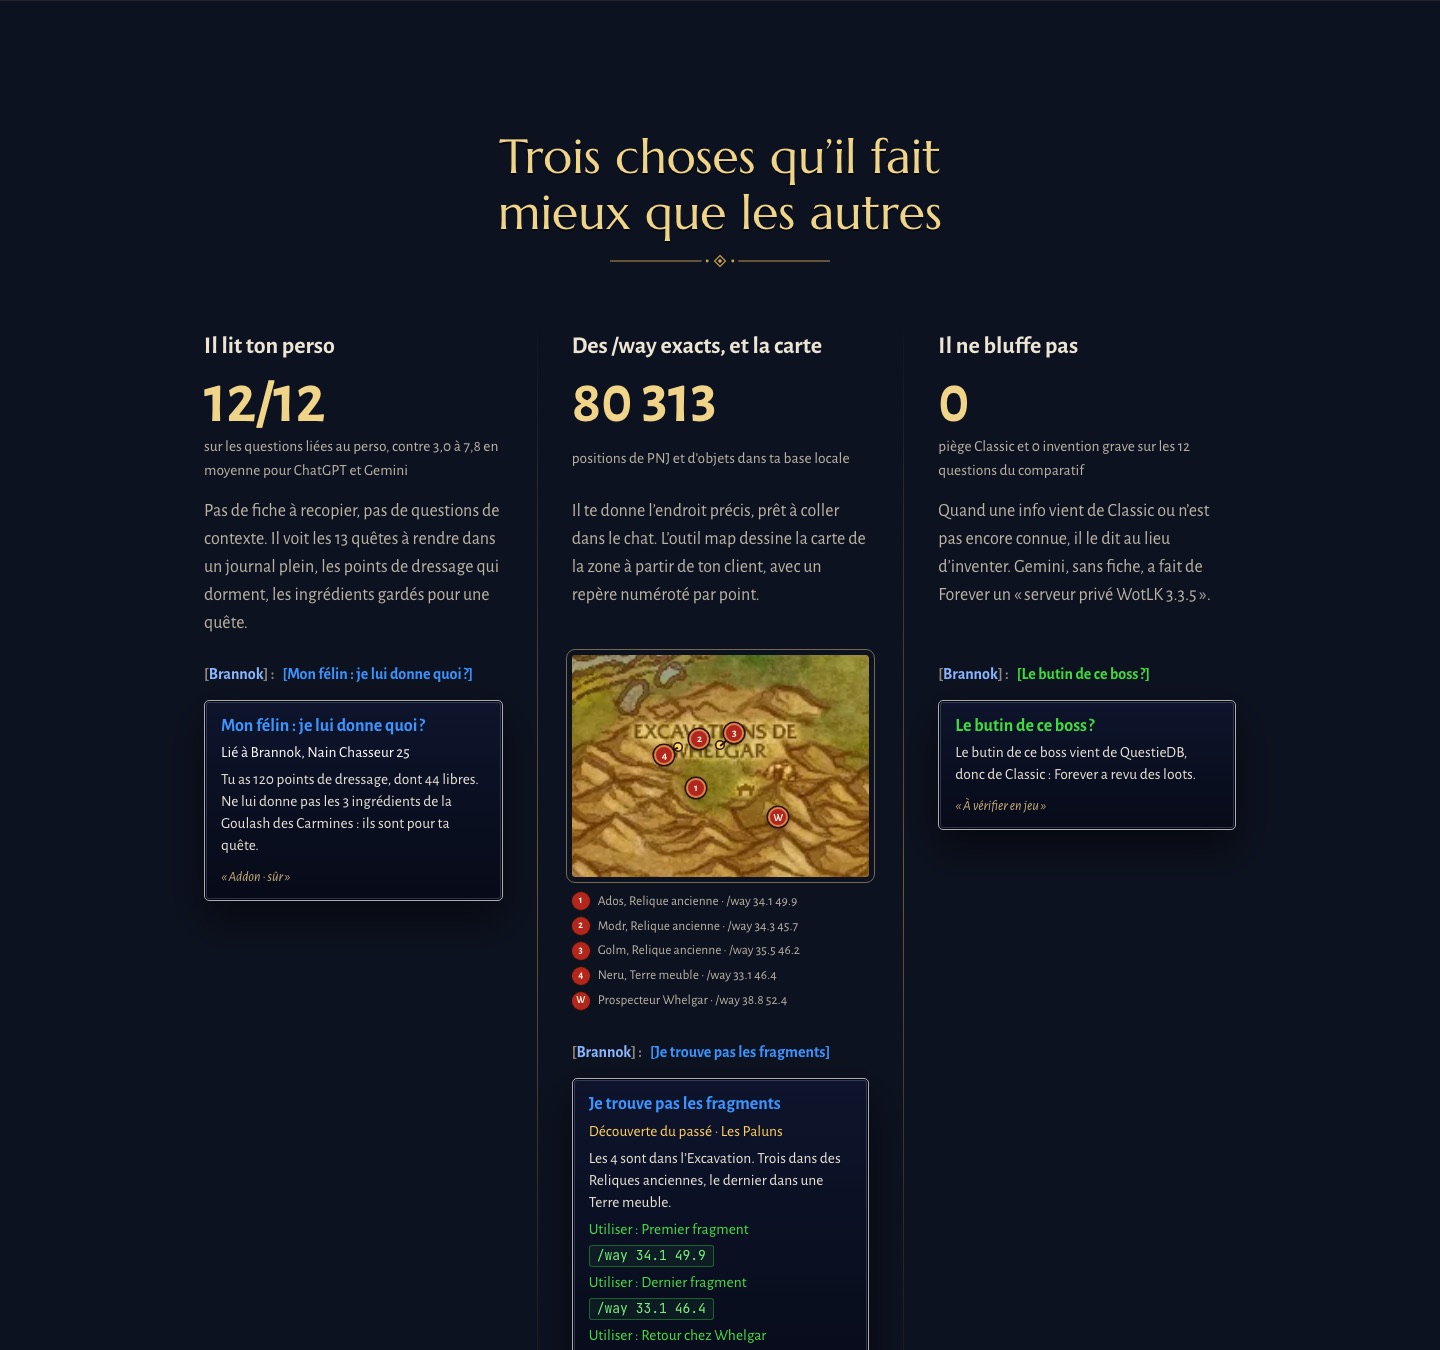 Trois choses qu’il fait
mieux que les autres
Il lit ton perso
12/12
sur les questions liées au perso, contre 3,0 à 7,8 en
moyenne pour ChatGPT et Gemini
Pas de fiche à recopier, pas de questions de
contexte. Il voit les 13 quêtes à rendre dans
un journal plein, les points de dressage qui
dorment, les ingrédients gardés pour une
quête.
[Brannok] : [Mon félin : je lui donne quoi ?]
Mon félin : je lui donne quoi ?
Lié à Brannok, Nain Chasseur 25
Tu as 120 points de dressage, dont 44 libres.
Ne lui donne pas les 3 ingrédients de la
Goulash des Carmines : ils sont pour ta
quête.
« Addon · sûr »
Des /way exacts, et la carte
80 313
positions de PNJ et d’objets dans ta base locale
Il te donne l’endroit précis, prêt à coller
dans le chat. L’outil map dessine la carte de
la zone à partir de ton client, avec un
repère numéroté par point.
EXCAVATIONS DE
WHELGAR
3
2
4
1
W
1 Ados, Relique ancienne · /way 34.1 49.9
2 Modr, Relique ancienne · /way 34.3 45.7
3 Golm, Relique ancienne · /way 35.5 46.2
4 Neru, Terre meuble · /way 33.1 46.4
W Prospecteur Whelgar · /way 38.8 52.4
[Brannok] : [Je trouve pas les fragments]
Je trouve pas les fragments
Découverte du passé · Les Paluns
Les 4 sont dans l’Excavation. Trois dans des
Reliques anciennes, le dernier dans une
Terre meuble.
Utiliser : Premier fragment
/way 34.1 49.9
Utiliser : Dernier fragment
/way 33.1 46.4
Utiliser : Retour chez Whelgar
Il ne bluffe pas
0
piège Classic et 0 invention grave sur les 12
questions du comparatif
Quand une info vient de Classic ou n’est
pas encore connue, il le dit au lieu
d’inventer. Gemini, sans fiche, a fait de
Forever un « serveur privé WotLK 3.3.5 ».
[Brannok] : [Le butin de ce boss ?]
Le butin de ce boss ?
Le butin de ce boss vient de QuestieDB,
donc de Classic : Forever a revu des loots.
« À vérifier en jeu »